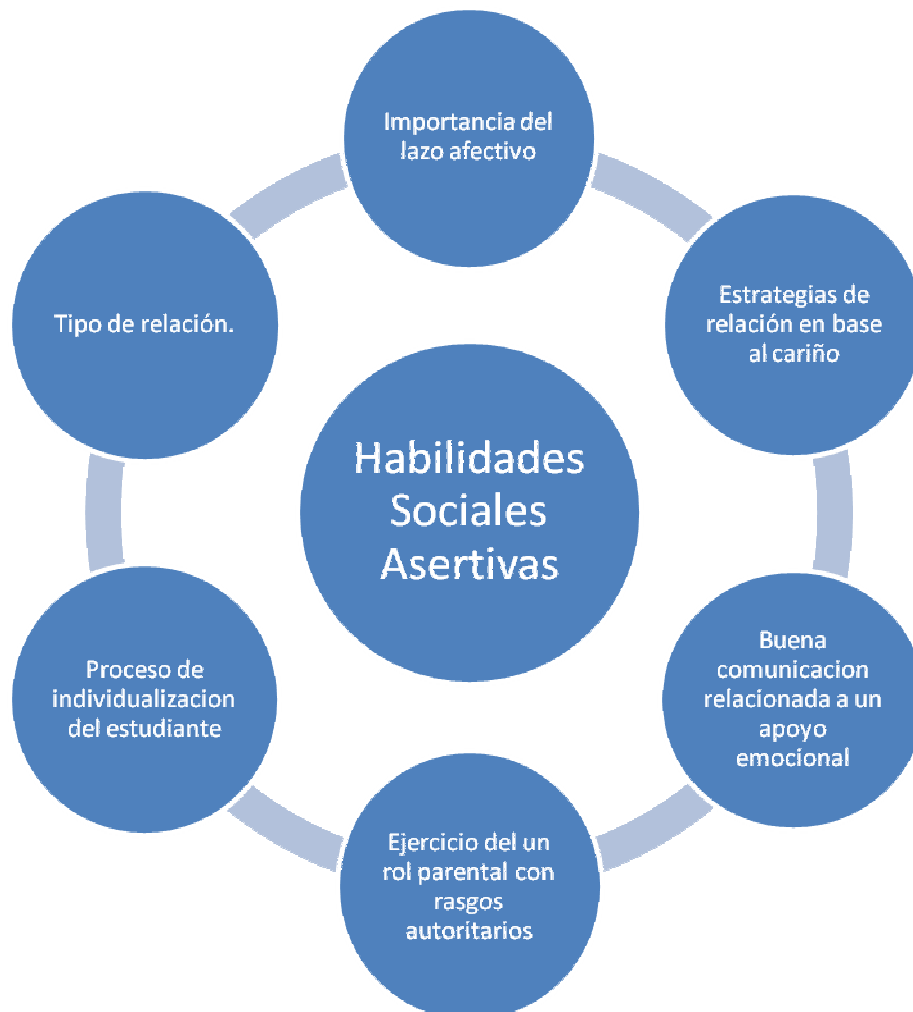 Importancia del
lazo afectivo
Estrategias de
relación en base
al cariño
Buena
comunicacion
relacionada a un
apoyo
emocional
Ejercicio del un
rol parental con
rasgos
autoritarios
Proceso de
individualizacion
del estudiante
Tipo de relación.
Habilidades
Sociales
Asertivas